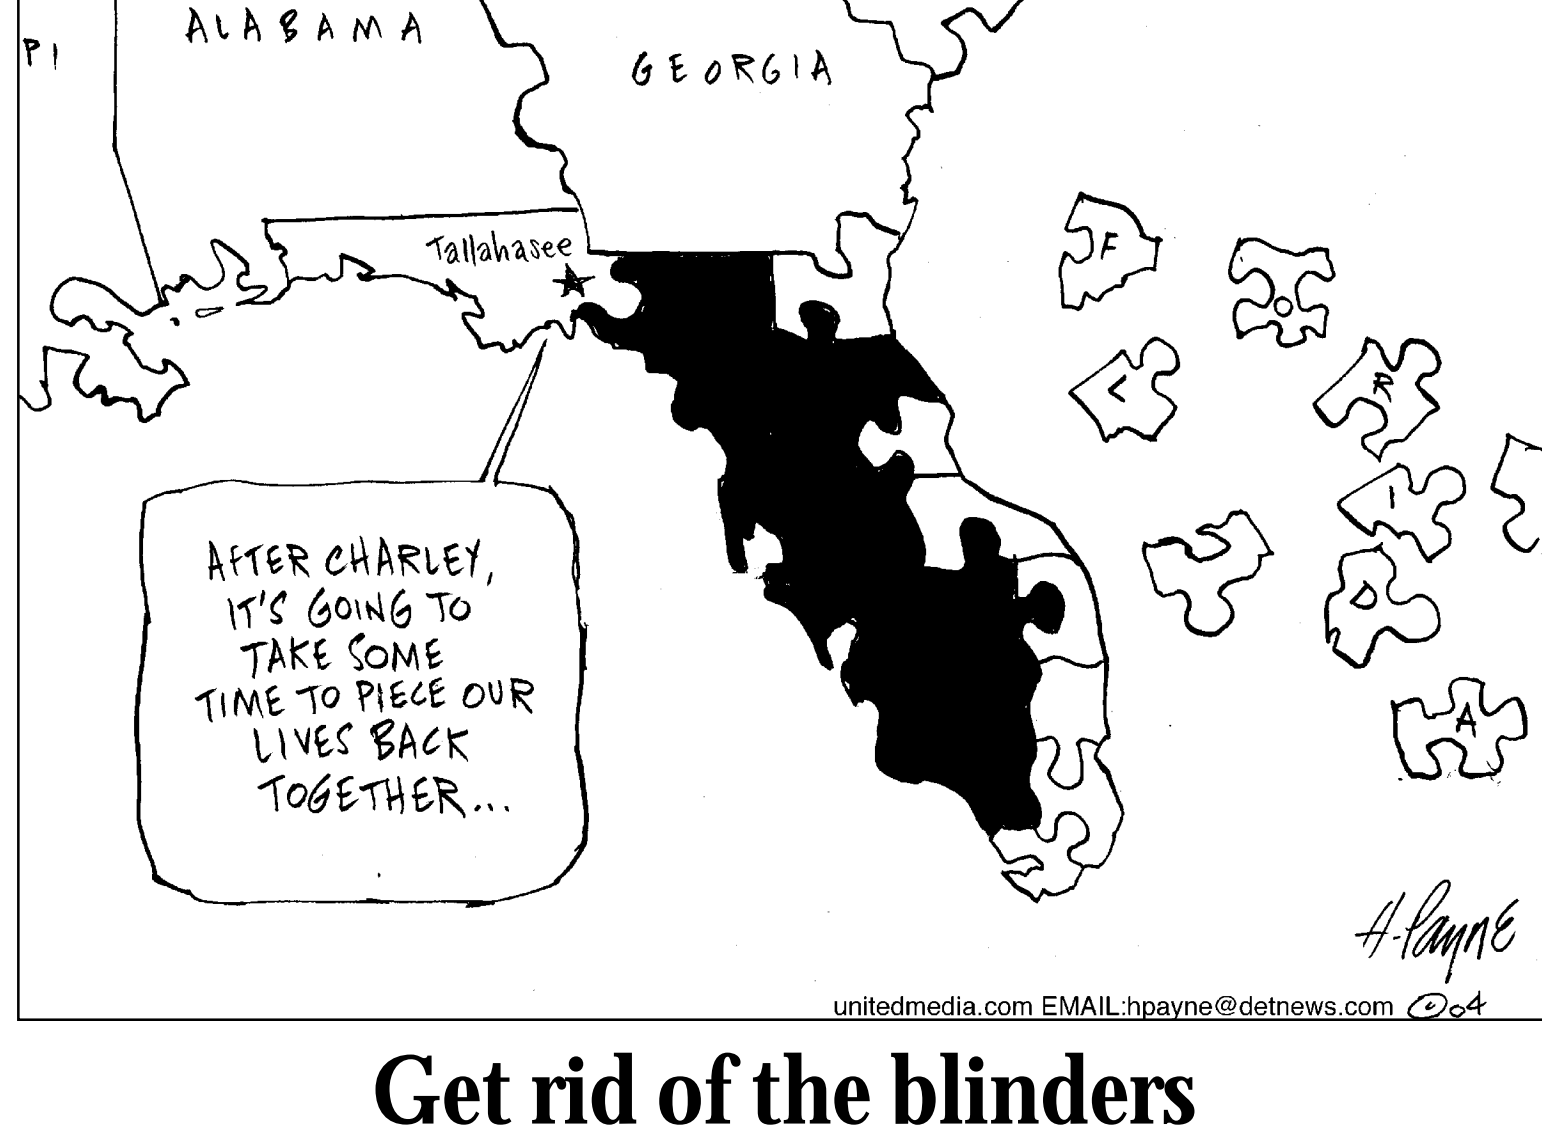 PI
ALABAMA
GEORGIA
Tallahasee
F
O
L
R
I
D
A
AFTER CHARLEY,
IT'S GOING TO
TAKE SOME
TIME TO PIECE OUR
LIVES BACK
TOGETHER...
H. Payne
unitedmedia.com EMAIL:hpayne@detnews.com © 04
Get rid of the blinders